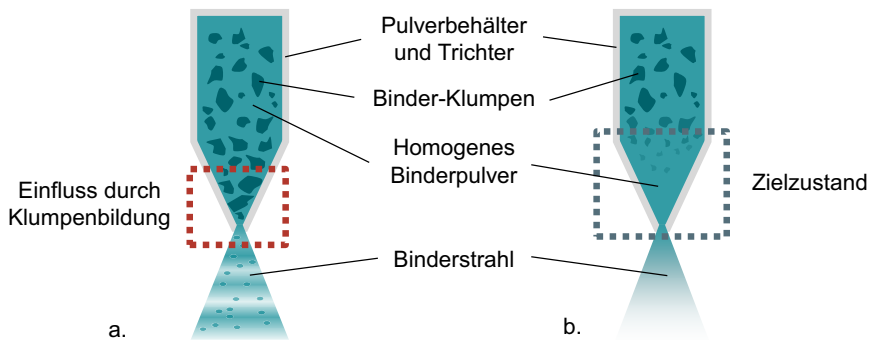 Pulverbehälter
und Trichter
Binder-Klumpen
Homogenes
Binderpulver
Einfluss durch
Klumpenbildung
Zielzustand
Binderstrahl
a.
b.